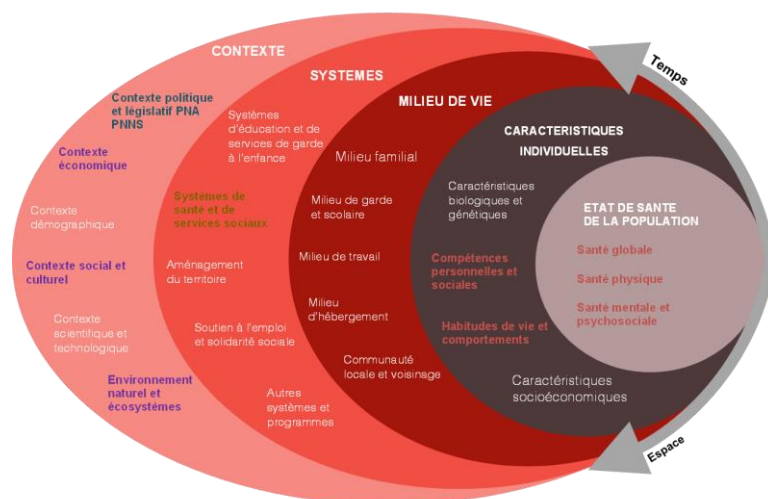 CONTEXTE
Contexte politique
et législatif PNA
PNNS
Contexte
économique
Contexte
démographique
Contexte social et
culturel
Contexte
scientifique et
technologique
Environnement
naturel et
écosystèmes
SYSTEMES
Systèmes
d'éducation et de
services de garde
à l'enfance
Systèmes de
santé et de
services sociaux
Aménagement
du territoire
Soutien à l'emploi
et solidarité sociale
Autres
systèmes et
programmes
MILIEU DE VIE
Milieu familial
Milieu de garde
et scolaire
Milieu de travail
Milieu
d'hébergement
Communauté
locale et voisinage
CARACTERISTIQUES
INDIVIDUELLES
Caractéristiques
biologiques et
génétiques
Compétences
personnelles et
sociales
Habitudes de vie et
comportements
Caractéristiques
socioéconomiques
ETAT DE SANTE
DE LA POPULATION
Santé globale
Santé physique
Santé mentale et
psychosociale
Temps
Espace